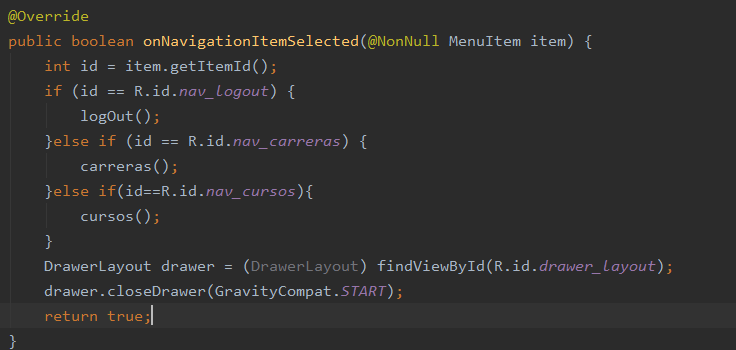 @Override
public boolean onNavigationItemSelected(@NonNull MenuItem item) {
    int id = item.getItemId();
    if (id == R.id.nav_logout) {
        logOut();
    }else if (id == R.id.nav_carreras) {
        carreras();
    }else if(id==R.id.nav_cursos){
        cursos();
    }
    DrawerLayout drawer = (DrawerLayout) findViewById(R.id.drawer_layout);
    drawer.closeDrawer(GravityCompat.START);
    return true;
}